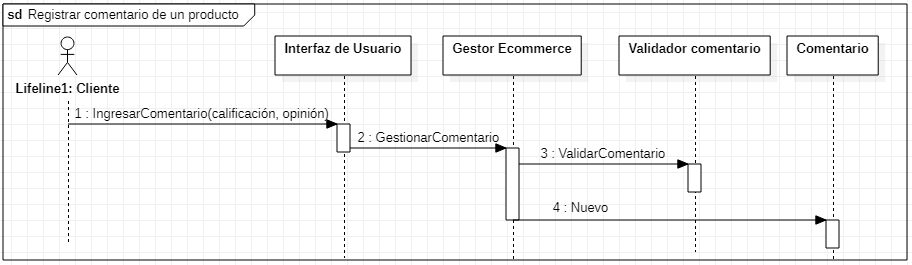 sd Registrar comentario de un producto
Interfaz de Usuario
Gestor Ecommerce
Validador comentario
Comentario
Lifeline1: Cliente
1 : IngresarComentario(calificación, opinión)
2 : GestionarComentario
3 : ValidarComentario
4 : Nuevo